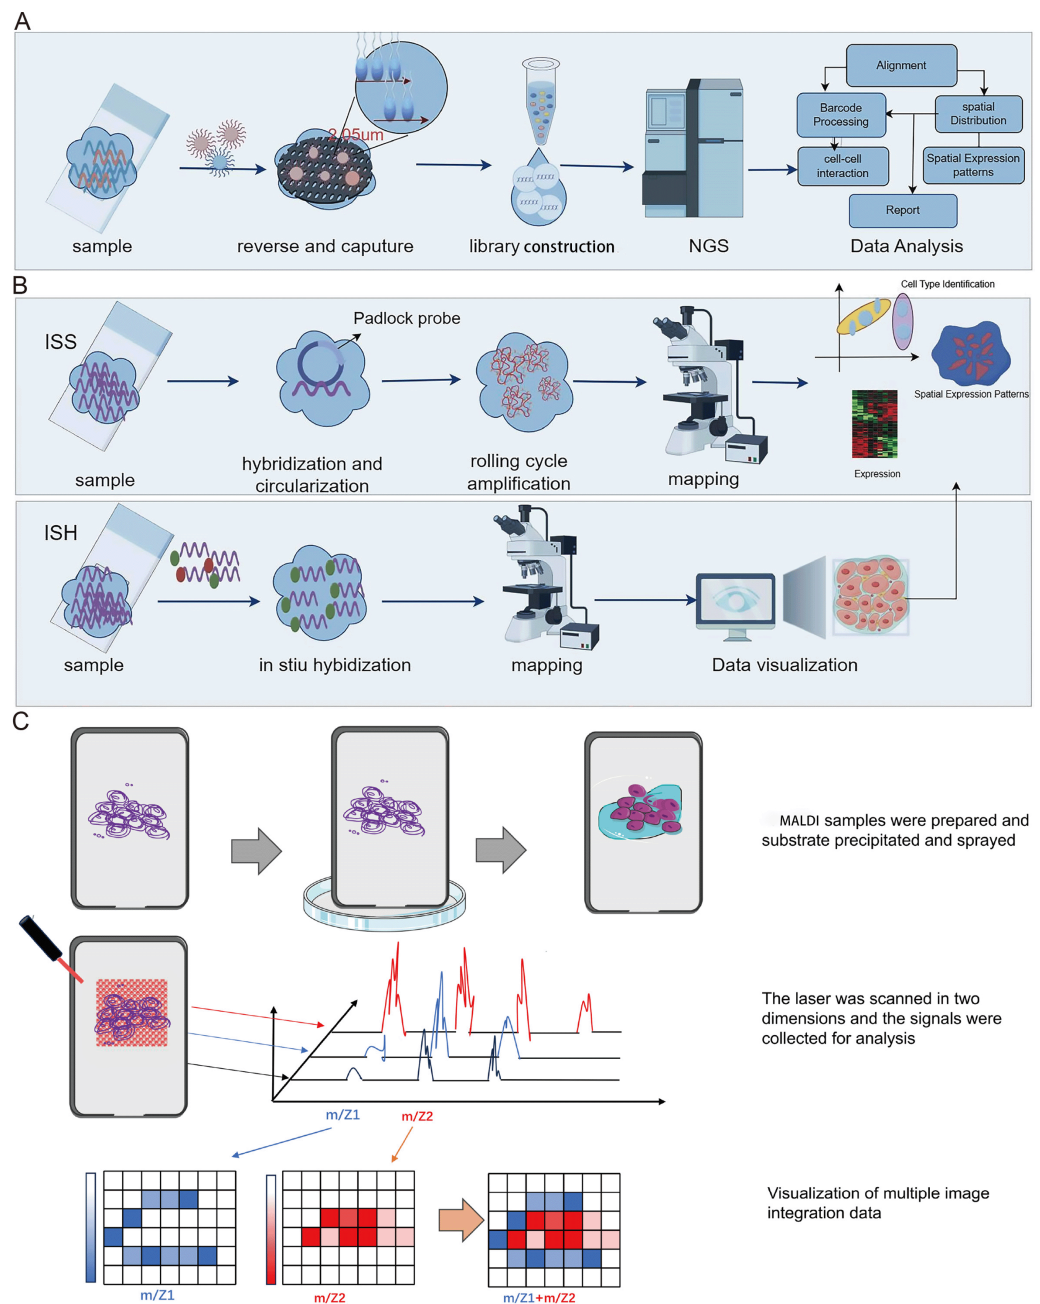 A
2.05um
Alignment
Barcode
Processing
spatial
Distribution
cell-cell
interaction
Spatial Expression
patterns
Report
sample
reverse and caputure
library construction
NGS
Data Analysis
B
ISS
Padlock probe
Cell Type Identification
Spatial Expression Patterns
Expression
sample
hybridization and
circularization
rolling cycle
amplification
mapping
ISH
sample
in stiu hybidization
mapping
Data visualization
C
MALDI samples were prepared and
substrate precipitated and sprayed
The laser was scanned in two
dimensions and the signals were
collected for analysis
m/Z1
m/Z2
Visualization of multiple image
integration data
m/Z1
m/Z2
m/Z1+m/Z2